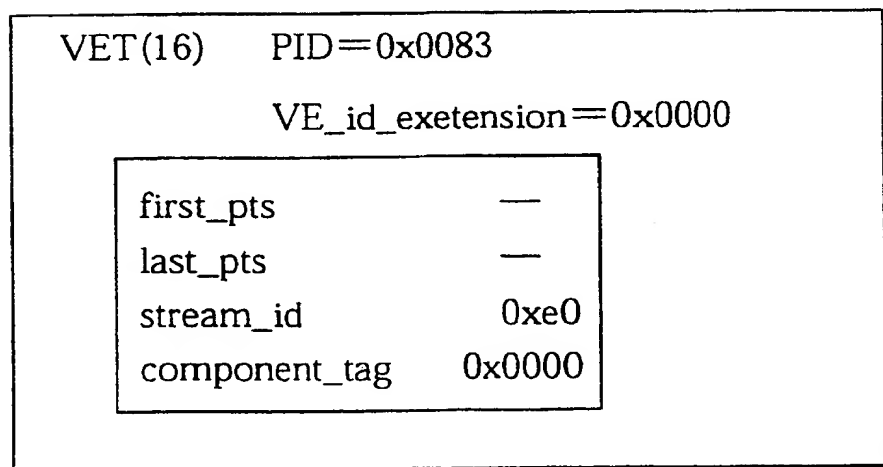 VET(16) PID=0x0083
VE_id_exetension=0x0000
first_pts —
last_pts —
stream_id 0xe0
component_tag 0x0000